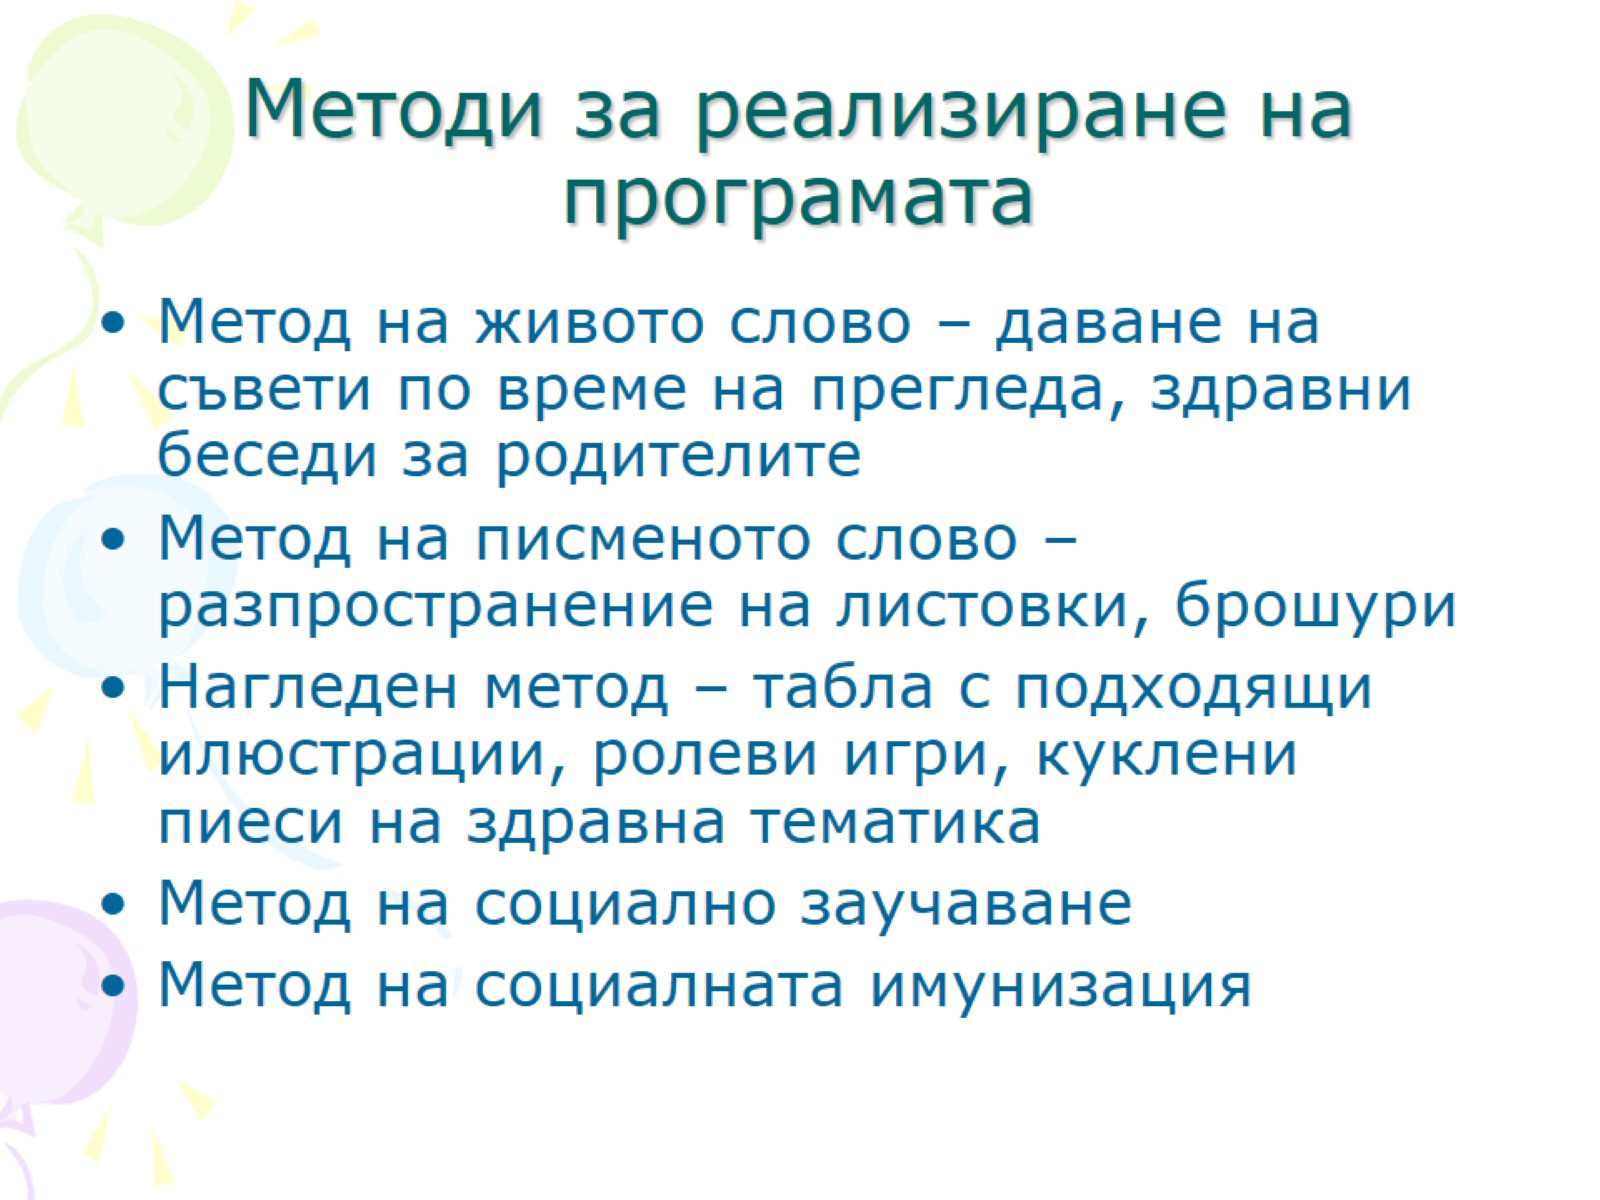 Методи за реализиране на
програмата
• Метод на живото слово – даване на
съвети по време на прегледа, здравни
беседи за родителите
• Метод на писменото слово –
разпространение на листовки, брошури
• Нагледен метод – табла с подходящи
илюстрации, ролеви игри, куклени
пиеси на здравна тематика
• Метод на социално заучаване
• Метод на социалната имунизация